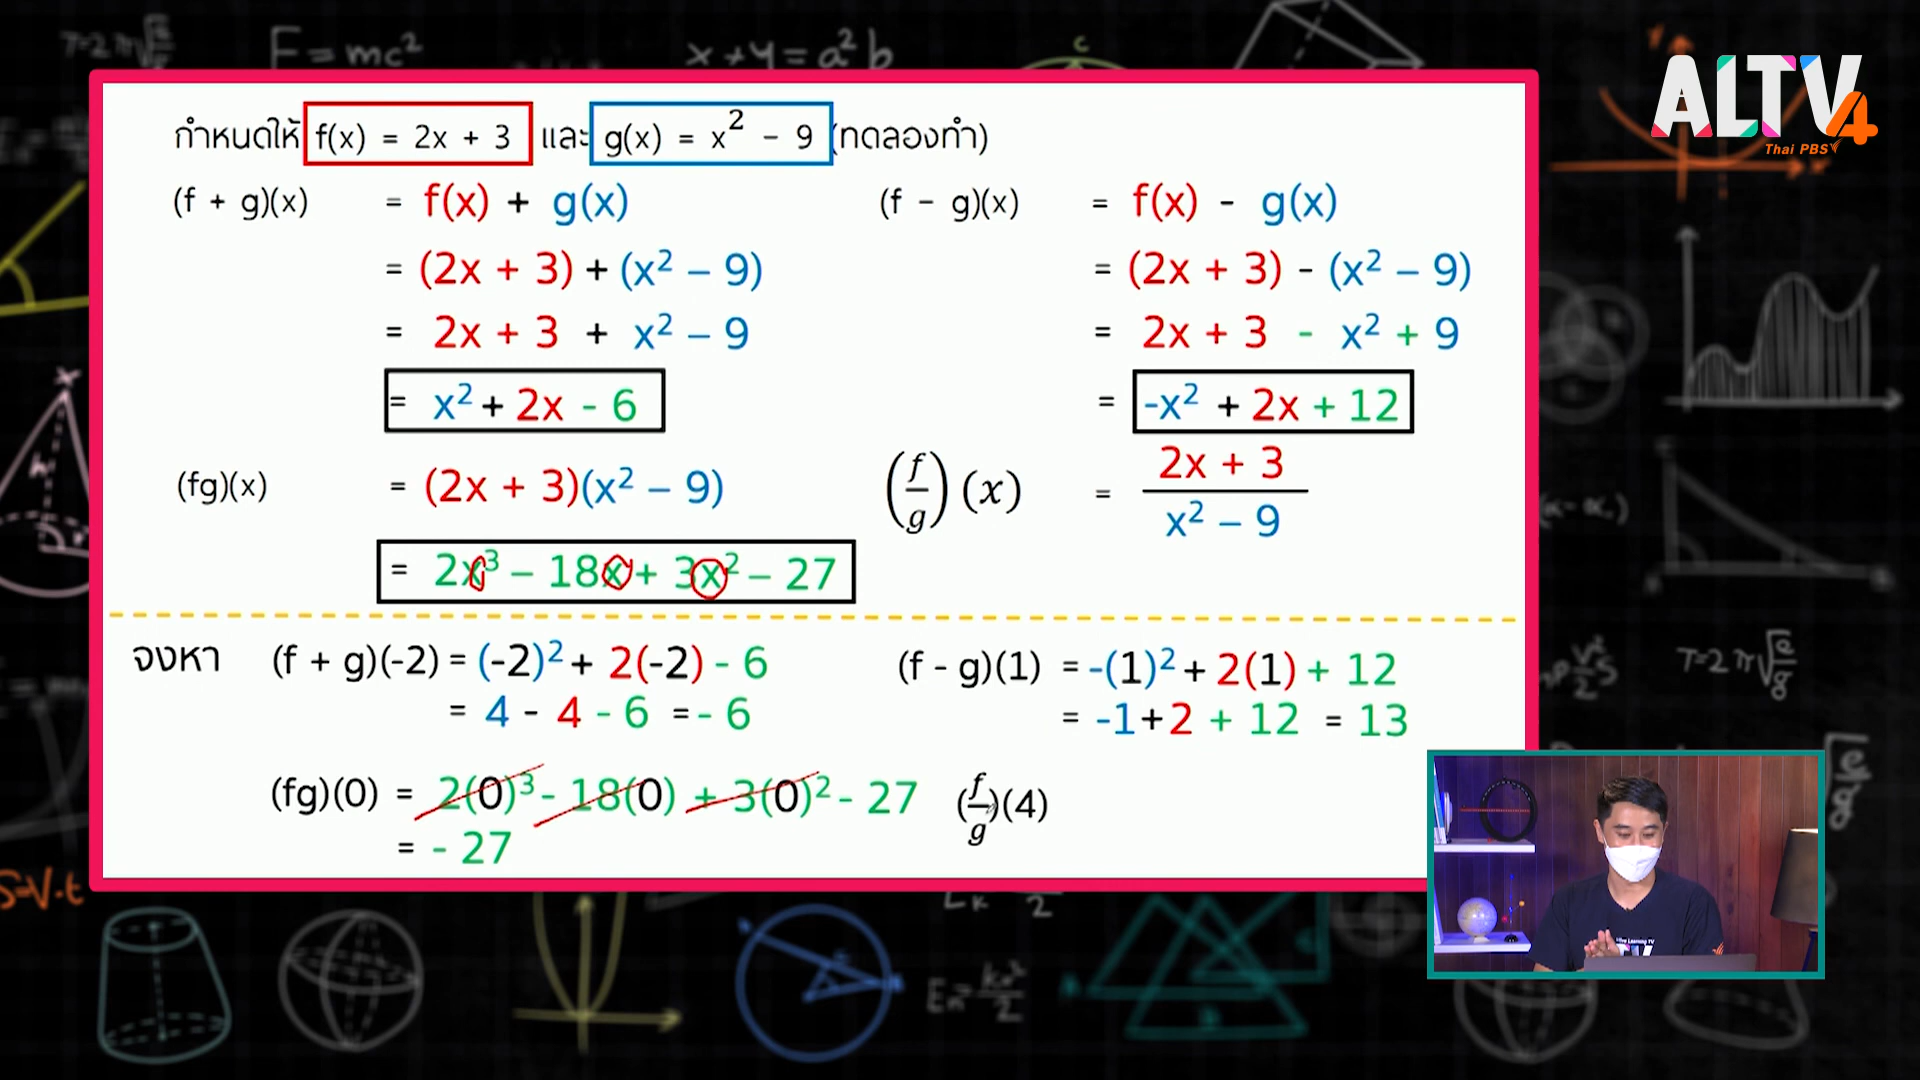 T=2π√e/g
F = mc²
x + y = a² b
c
ALTV4
Thai PBS
กำหนดให้ f(x) = 2x + 3 และ g(x) = x² − 9 (ทดลองทำ)
(f + g)(x) = f(x) + g(x)
= (2x + 3) + (x² – 9)
= 2x + 3 + x² – 9
= x² + 2x - 6
(f − g)(x) = f(x) - g(x)
= (2x + 3) - (x² – 9)
= 2x + 3 - x² + 9
= -x² + 2x + 12
(fg)(x) = (2x + 3)(x² – 9)
= 2x³ – 18x + 3x² – 27
(f/g)(x) = (2x + 3)/(x² – 9)
จงหา (f + g)(-2) = (-2)² + 2(-2) - 6
= 4 - 4 - 6 = - 6
(f - g)(1) = -(1)² + 2(1) + 12
= -1 + 2 + 12 = 13
(fg)(0) = 2(0)³ - 18(0) + 3(0)² - 27
= - 27
(f/g)(4)
T=2π√e/g
S=V·t